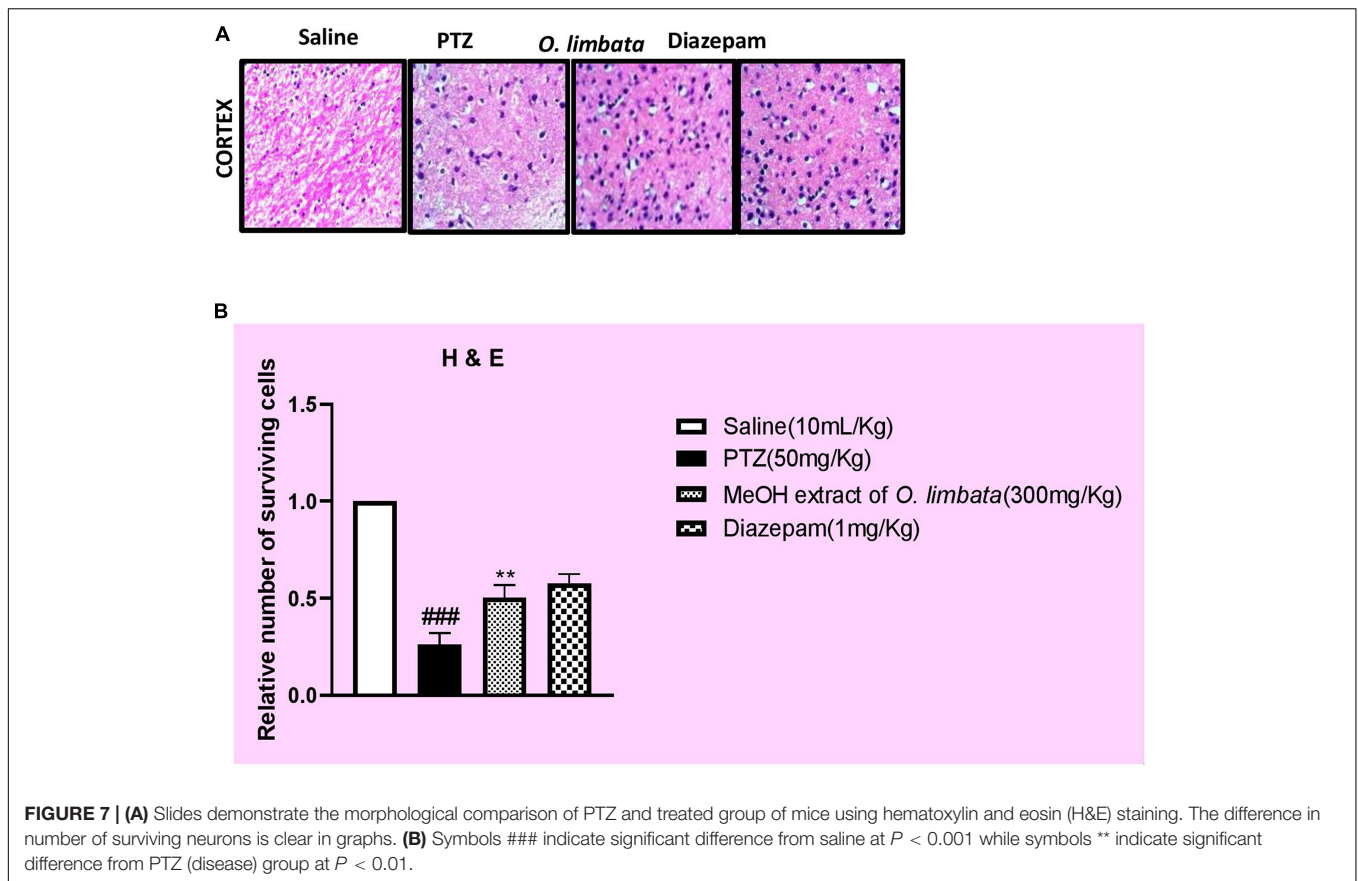 A
Saline PTZ O. limbata Diazepam
CORTEX
B
H & E
Relative number of surviving cells
1.5
1.0
0.5
0.0
###
**
Saline(10mL/Kg)
PTZ(50mg/Kg)
MeOH extract of O. limbata(300mg/Kg)
Diazepam(1mg/Kg)
FIGURE 7 | (A) Slides demonstrate the morphological comparison of PTZ and treated group of mice using hematoxylin and eosin (H&E) staining. The difference in
number of surviving neurons is clear in graphs. (B) Symbols ### indicate significant difference from saline at P < 0.001 while symbols ** indicate significant
difference from PTZ (disease) group at P < 0.01.